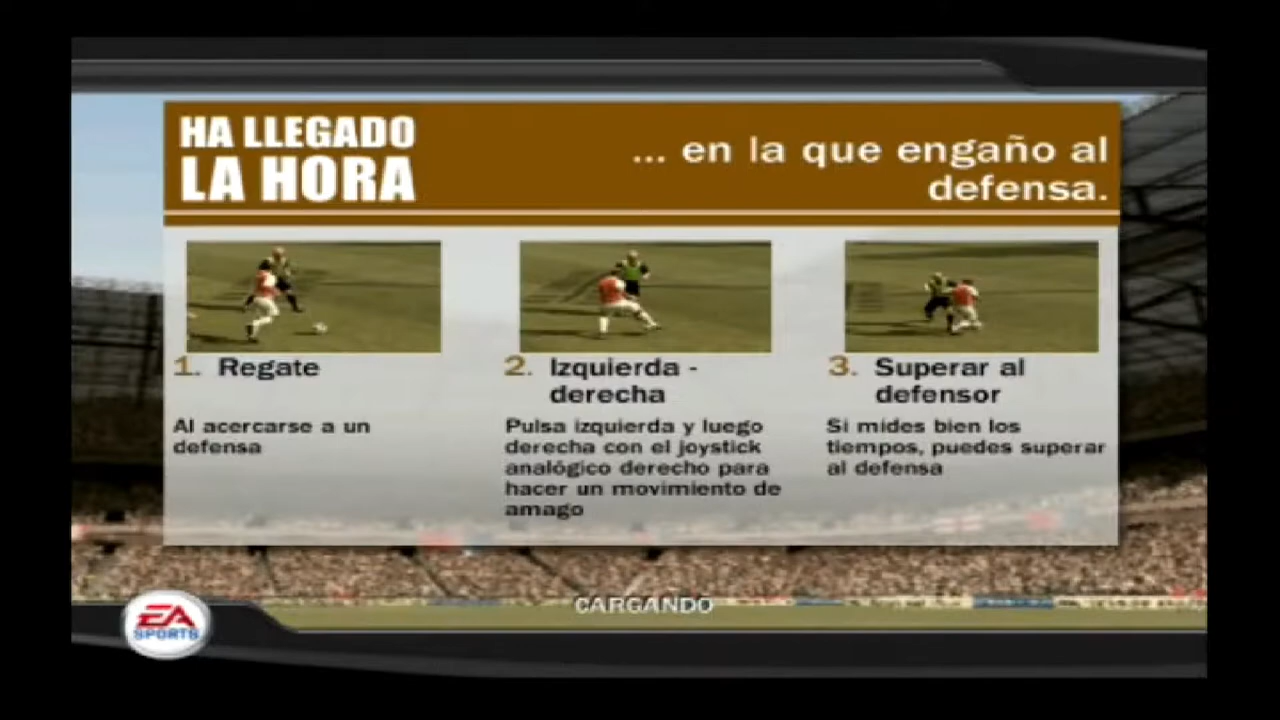 HA LLEGADO
LA HORA
... en la que engaño al
defensa.
1. Regate
Al acercarse a un
defensa
2. Izquierda -
derecha
Pulsa izquierda y luego
derecha con el joystick
analógico derecho para
hacer un movimiento de
amago
3. Superar al
defensor
Si mides bien los
tiempos, puedes superar
al defensa
CARGANDO
EA
SPORTS